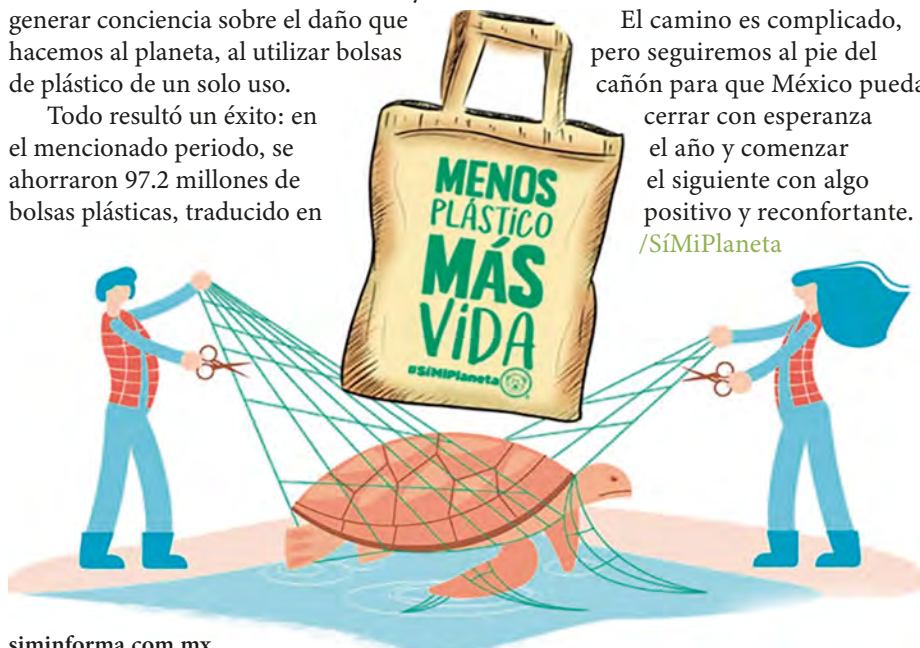 generar conciencia sobre el daño que
hacemos al planeta, al utilizar bolsas
de plástico de un solo uso.
Todo resultó un éxito: en
el mencionado periodo, se
ahorraron 97.2 millones de
bolsas plásticas, traducido en
El camino es complicado,
pero seguiremos al pie del
cañón para que México pueda
cerrar con esperanza
el año y comenzar
el siguiente con algo
positivo y reconfortante.
/SíMiPlaneta
MENOS
PLÁSTICO
MÁS
ViDA
#SíMiPlaneta
siminforma.com.mx